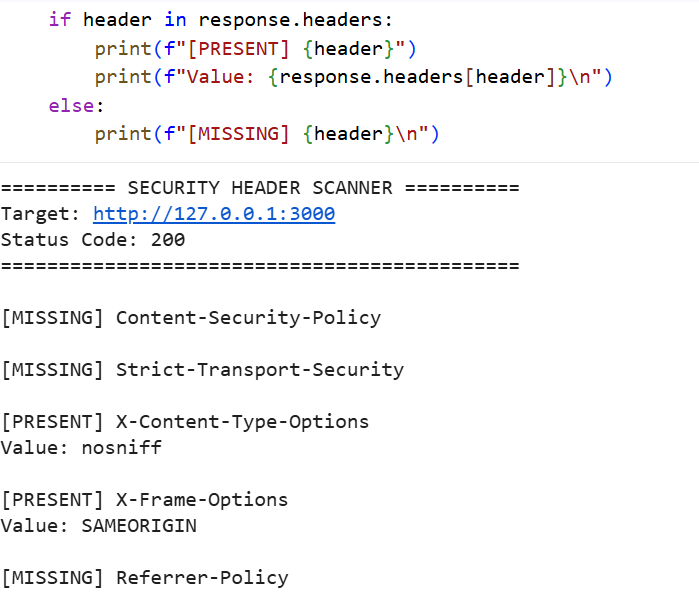 if header in response.headers:
print(f"[PRESENT] {header}")
print(f"Value: {response.headers[header]}\n")
else:
print(f"[MISSING] {header}\n")
========== SECURITY HEADER SCANNER ==========
Target: http://127.0.0.1:3000
Status Code: 200
=============================================
[MISSING] Content-Security-Policy
[MISSING] Strict-Transport-Security
[PRESENT] X-Content-Type-Options
Value: nosniff
[PRESENT] X-Frame-Options
Value: SAMEORIGIN
[MISSING] Referrer-Policy